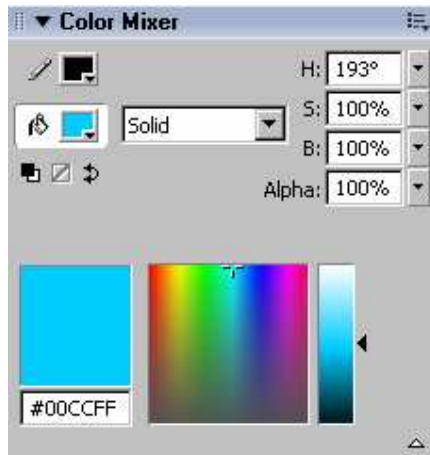 Color Mixer
H: 193°
Solid
S: 100%
B: 100%
Alpha: 100%
#00CCFF